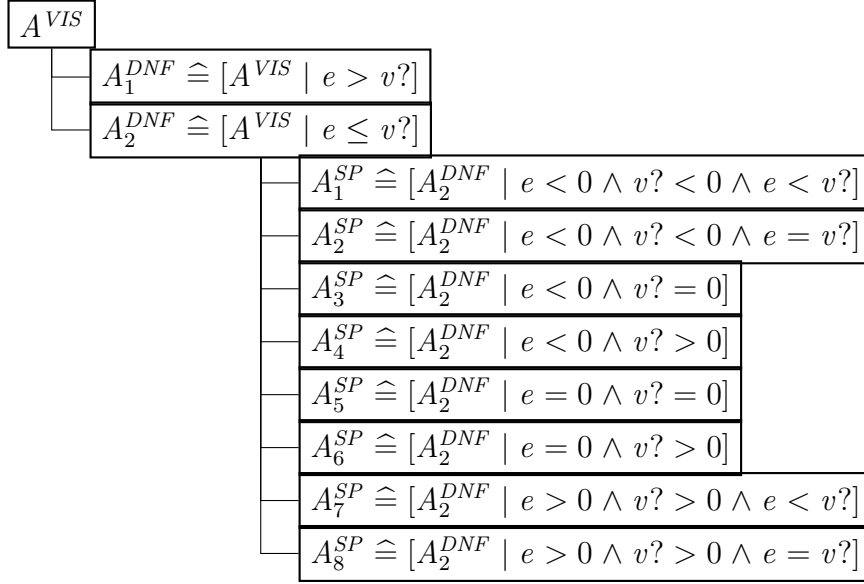 A^VIS
A_1^DNF ≙ [A^VIS | e > v?]
A_2^DNF ≙ [A^VIS | e ≤ v?]
A_1^SP ≙ [A_2^DNF | e < 0 ∧ v? < 0 ∧ e < v?]
A_2^SP ≙ [A_2^DNF | e < 0 ∧ v? < 0 ∧ e = v?]
A_3^SP ≙ [A_2^DNF | e < 0 ∧ v? = 0]
A_4^SP ≙ [A_2^DNF | e < 0 ∧ v? > 0]
A_5^SP ≙ [A_2^DNF | e = 0 ∧ v? = 0]
A_6^SP ≙ [A_2^DNF | e = 0 ∧ v? > 0]
A_7^SP ≙ [A_2^DNF | e > 0 ∧ v? > 0 ∧ e < v?]
A_8^SP ≙ [A_2^DNF | e > 0 ∧ v? > 0 ∧ e = v?]